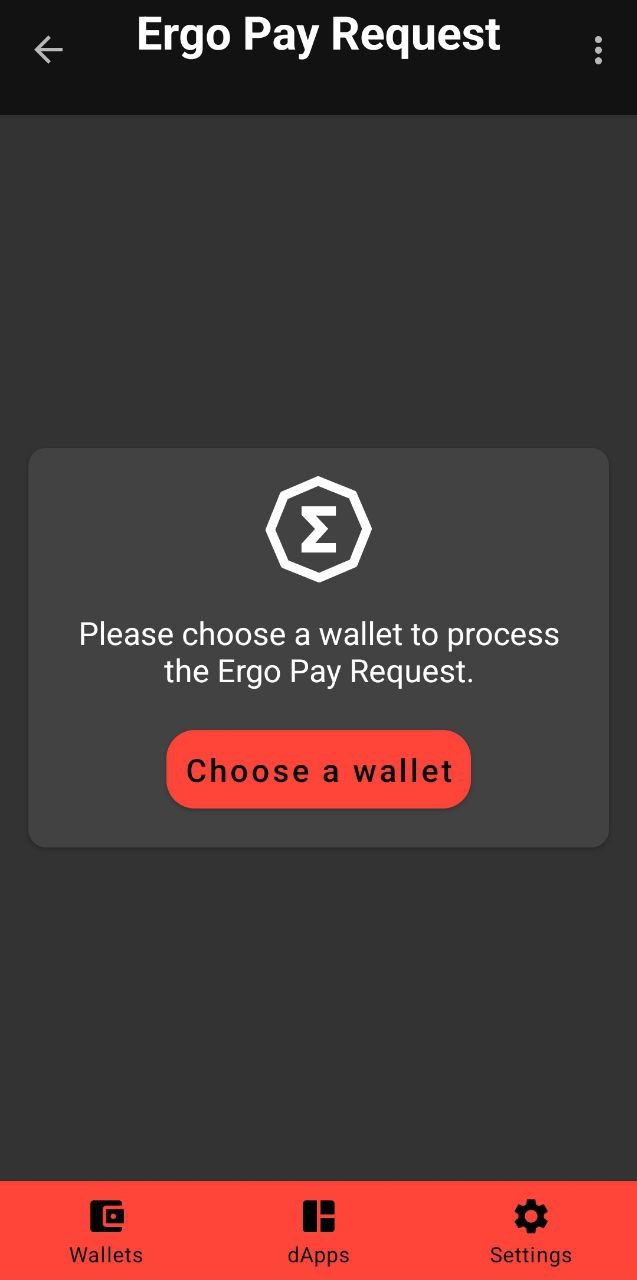 Ergo Pay Request
Σ
Please choose a wallet to process
the Ergo Pay Request.
Choose a wallet
Wallets
dApps
Settings